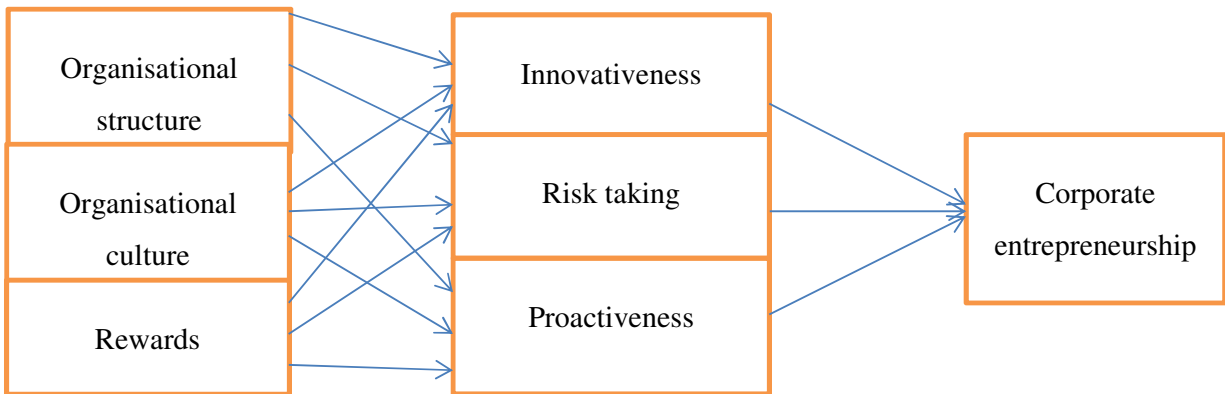 Organisational
structure
Organisational
culture
Rewards
Innovativeness
Risk taking
Proactiveness
Corporate
entrepreneurship